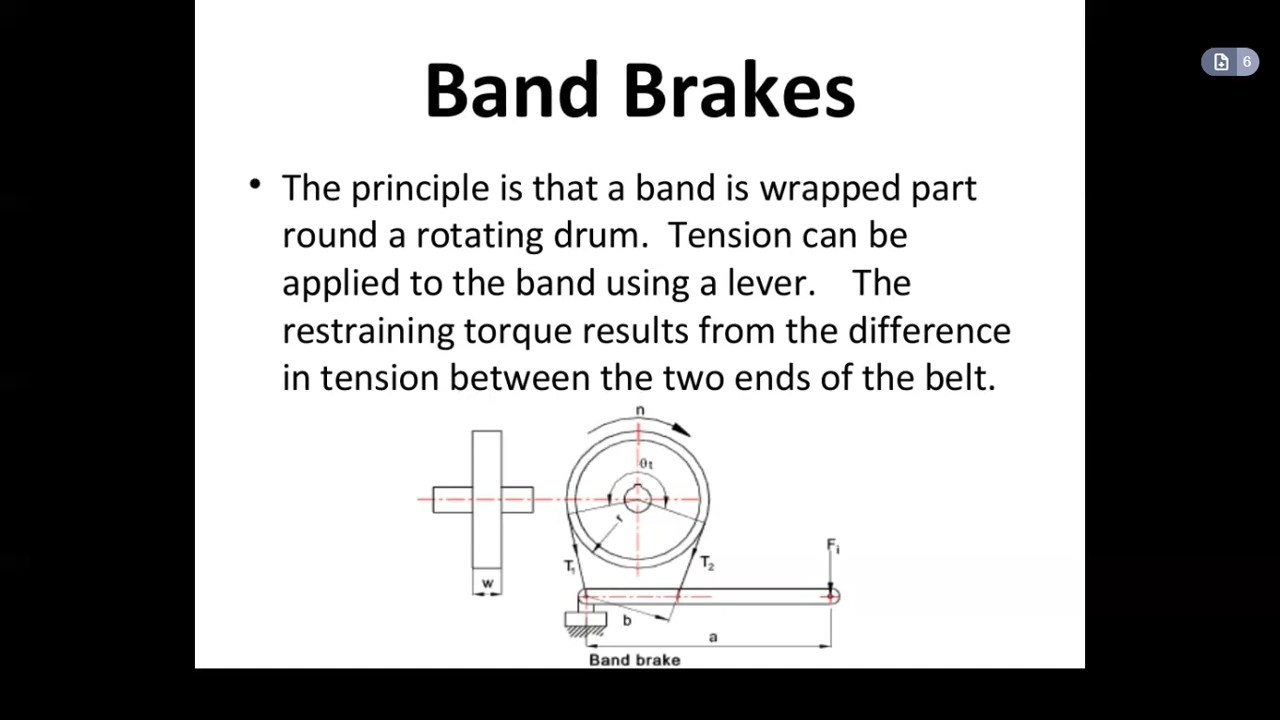 6
Band Brakes
• The principle is that a band is wrapped part
round a rotating drum.  Tension can be
applied to the band using a lever.    The
restraining torque results from the difference
in tension between the two ends of the belt.
n
θt
r
Fi
T1
T2
w
b
a
Band brake